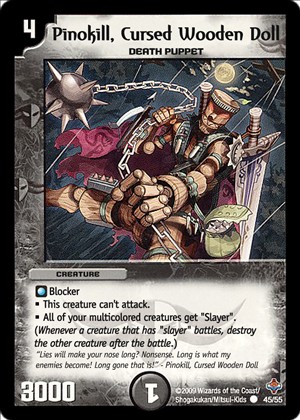 4 Pinokill, Cursed Wooden Doll
DEATH PUPPET
CREATURE
Blocker
▪ This creature can't attack.
▪ All of your multicolored creatures get "Slayer".
(Whenever a creature that has "slayer" battles, destroy
the other creature after the battle.)
"Lies will make your nose long? Nonsense. Long is what my
enemies become! Long gone that is!" - Pinokill, Cursed Wooden Doll
3000
1
©2009 Wizards of the Coast/
Shogakukan/Mitsui-Kids
45/55